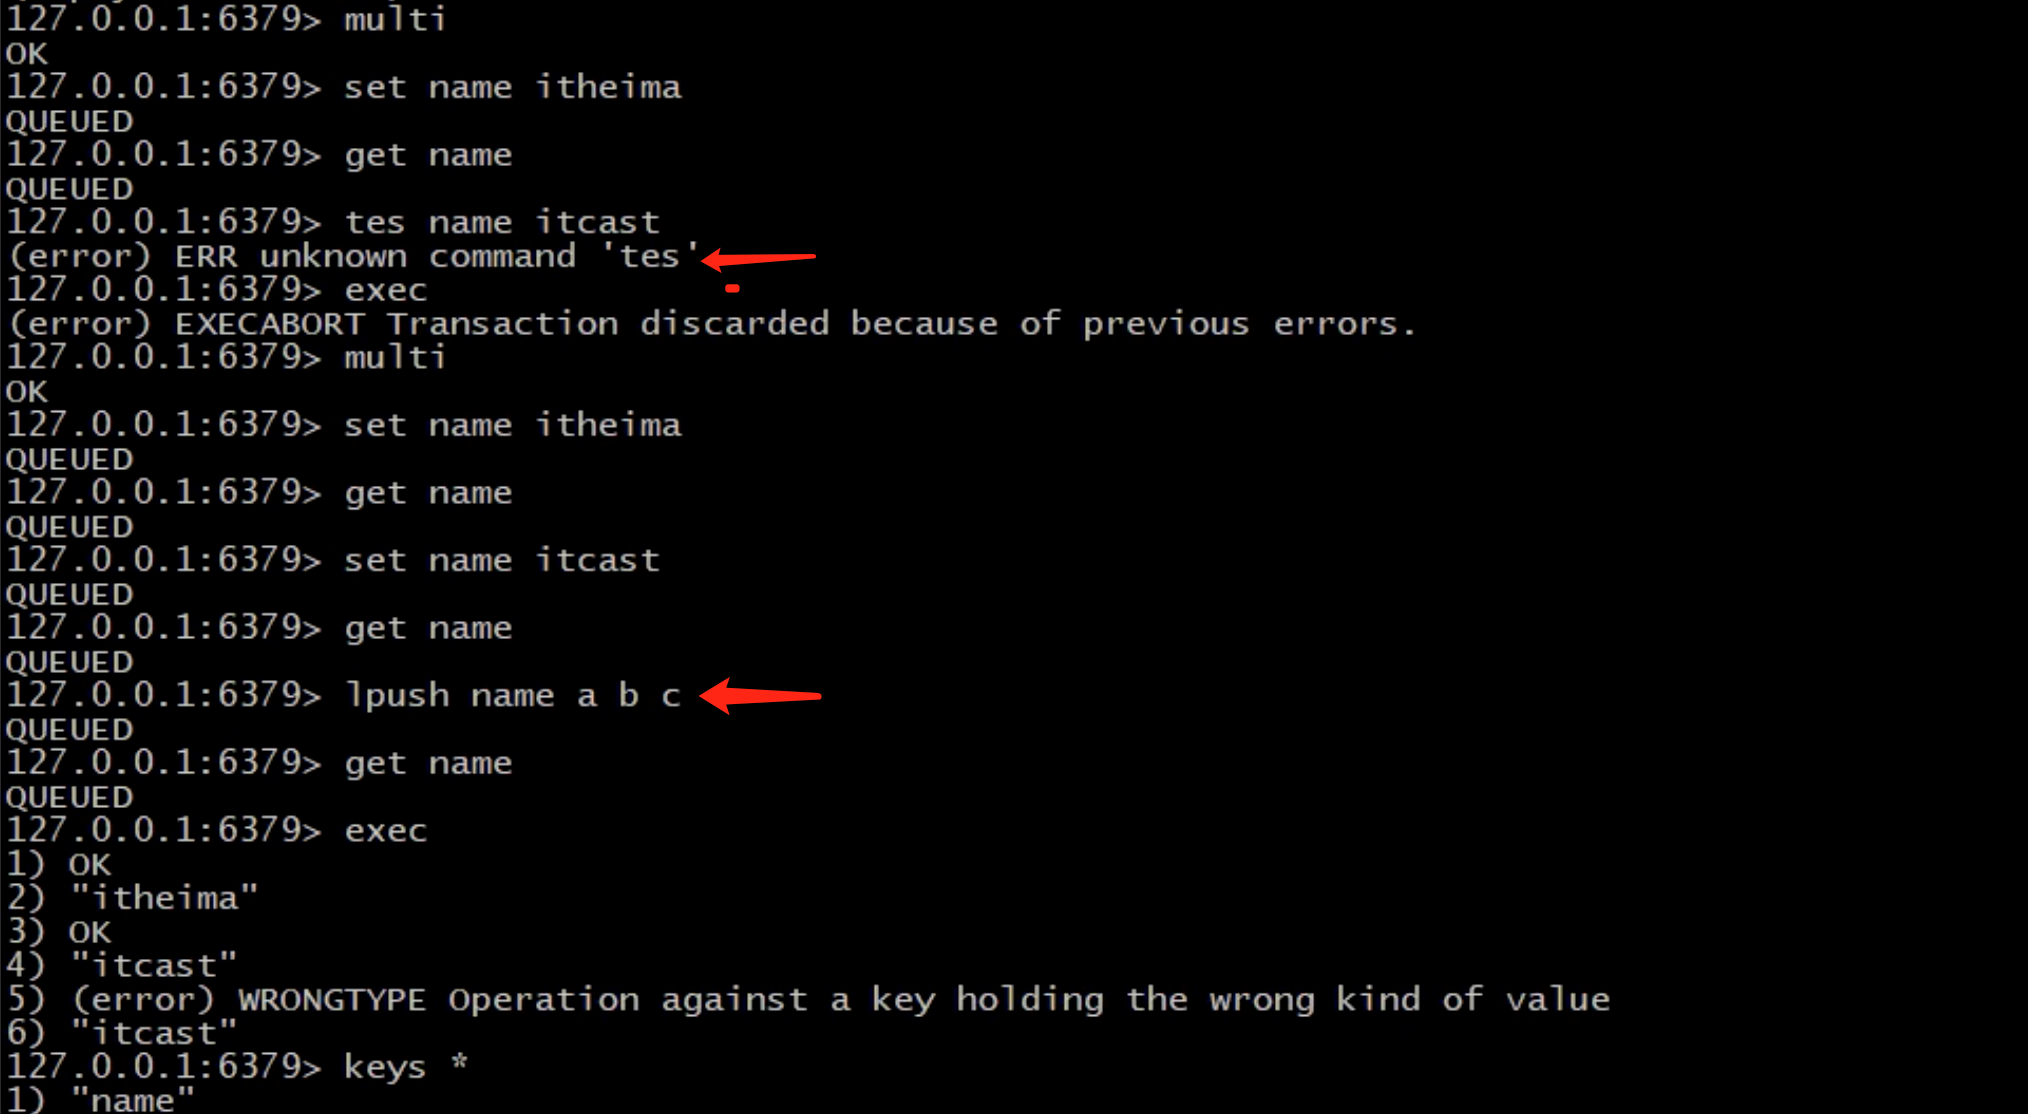 127.0.0.1:6379> multi
OK
127.0.0.1:6379> set name itheima
QUEUED
127.0.0.1:6379> get name
QUEUED
127.0.0.1:6379> tes name itcast
(error) ERR unknown command 'tes'
127.0.0.1:6379> exec
(error) EXECABORT Transaction discarded because of previous errors.
127.0.0.1:6379> multi
OK
127.0.0.1:6379> set name itheima
QUEUED
127.0.0.1:6379> get name
QUEUED
127.0.0.1:6379> set name itcast
QUEUED
127.0.0.1:6379> get name
QUEUED
127.0.0.1:6379> lpush name a b c
QUEUED
127.0.0.1:6379> get name
QUEUED
127.0.0.1:6379> exec
1) OK
2) "itheima"
3) OK
4) "itcast"
5) (error) WRONGTYPE Operation against a key holding the wrong kind of value
6) "itcast"
127.0.0.1:6379> keys *
1) "name"